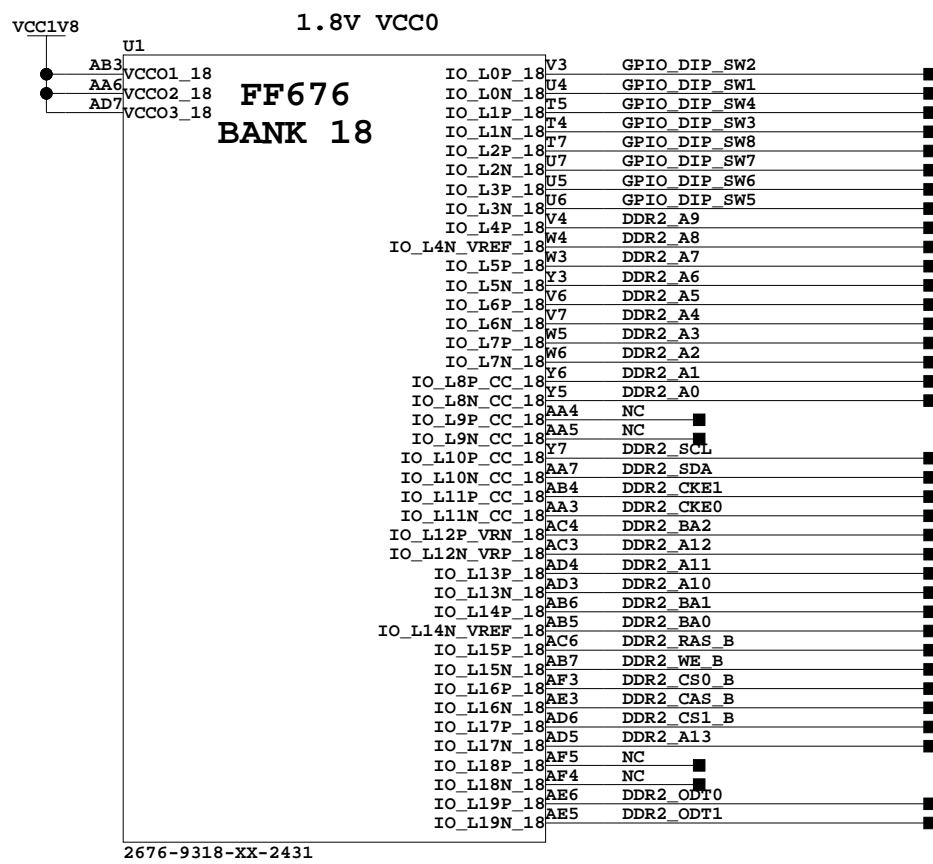 1.8V VCC0
VCC1V8
U1
FF676
BANK 18
AB3 VCCO1_18
AA6 VCCO2_18
AD7 VCCO3_18
IO_L0P_18 V3 GPIO_DIP_SW2
IO_L0N_18 U4 GPIO_DIP_SW1
IO_L1P_18 T5 GPIO_DIP_SW4
IO_L1N_18 T4 GPIO_DIP_SW3
IO_L2P_18 T7 GPIO_DIP_SW8
IO_L2N_18 U7 GPIO_DIP_SW7
IO_L3P_18 U5 GPIO_DIP_SW6
IO_L3N_18 U6 GPIO_DIP_SW5
IO_L4P_18 V4 DDR2_A9
IO_L4N_VREF_18 W4 DDR2_A8
IO_L5P_18 W3 DDR2_A7
IO_L5N_18 Y3 DDR2_A6
IO_L6P_18 V6 DDR2_A5
IO_L6N_18 V7 DDR2_A4
IO_L7P_18 W5 DDR2_A3
IO_L7N_18 W6 DDR2_A2
IO_L8P_CC_18 Y6 DDR2_A1
IO_L8N_CC_18 Y5 DDR2_A0
IO_L9P_CC_18 AA4 NC
IO_L9N_CC_18 AA5 NC
IO_L10P_CC_18 Y7 DDR2_SCL
IO_L10N_CC_18 AA7 DDR2_SDA
IO_L11P_CC_18 AB4 DDR2_CKE1
IO_L11N_CC_18 AA3 DDR2_CKE0
IO_L12P_VRN_18 AC4 DDR2_BA2
IO_L12N_VRP_18 AC3 DDR2_A12
IO_L13P_18 AD4 DDR2_A11
IO_L13N_18 AD3 DDR2_A10
IO_L14P_18 AB6 DDR2_BA1
IO_L14N_VREF_18 AB5 DDR2_BA0
IO_L15P_18 AC6 DDR2_RAS_B
IO_L15N_18 AB7 DDR2_WE_B
IO_L16P_18 AF3 DDR2_CS0_B
IO_L16N_18 AE3 DDR2_CAS_B
IO_L17P_18 AD6 DDR2_CS1_B
IO_L17N_18 AD5 DDR2_A13
IO_L18P_18 AF5 NC
IO_L18N_18 AF4 NC
IO_L19P_18 AE6 DDR2_ODT0
IO_L19N_18 AE5 DDR2_ODT1
2676-9318-XX-2431